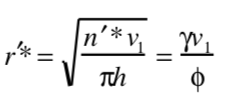 r′* = √(n′* v₁ / πh) = γv₁ / ϕ